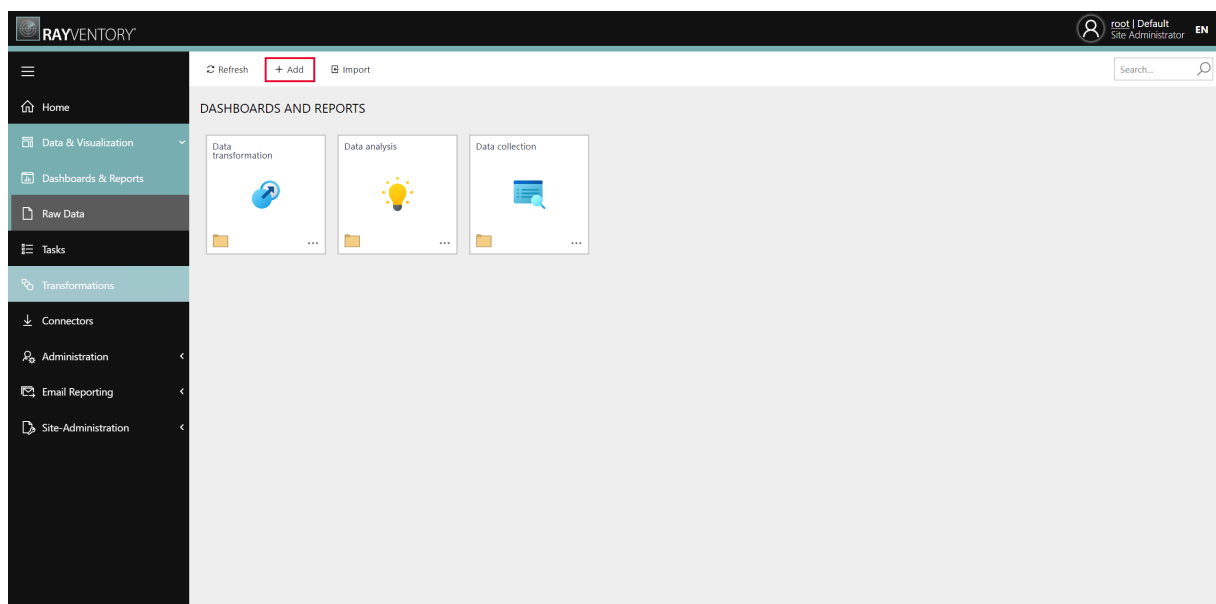 RAYVENTORY
root | Default
Site Administrator
EN
Refresh
+ Add
Import
Search...
Home
Data & Visualization
Dashboards & Reports
Raw Data
Tasks
Transformations
Connectors
Administration
Email Reporting
Site-Administration
DASHBOARDS AND REPORTS
Data
transformation
Data analysis
Data collection